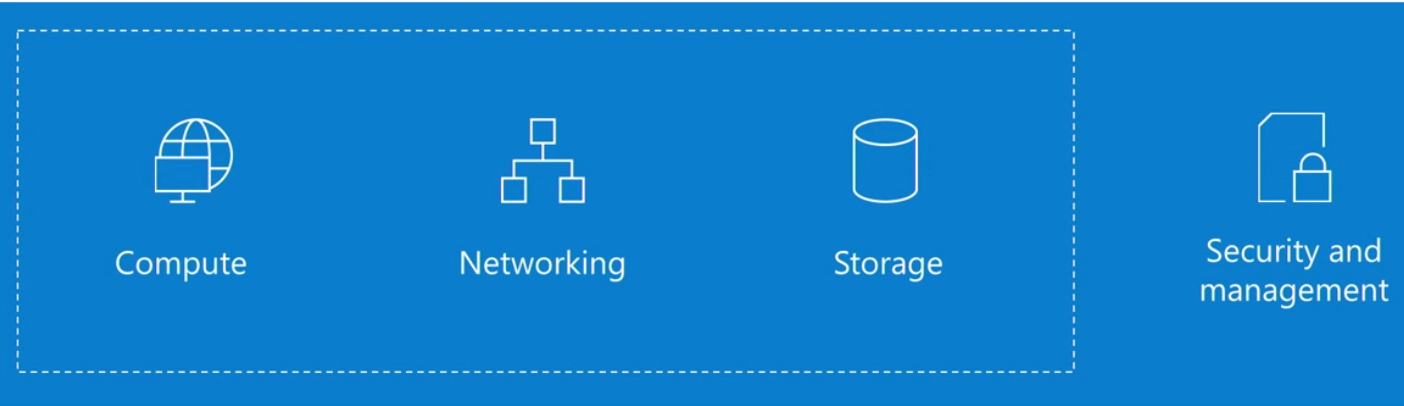 Compute
Networking
Storage
Security and
management